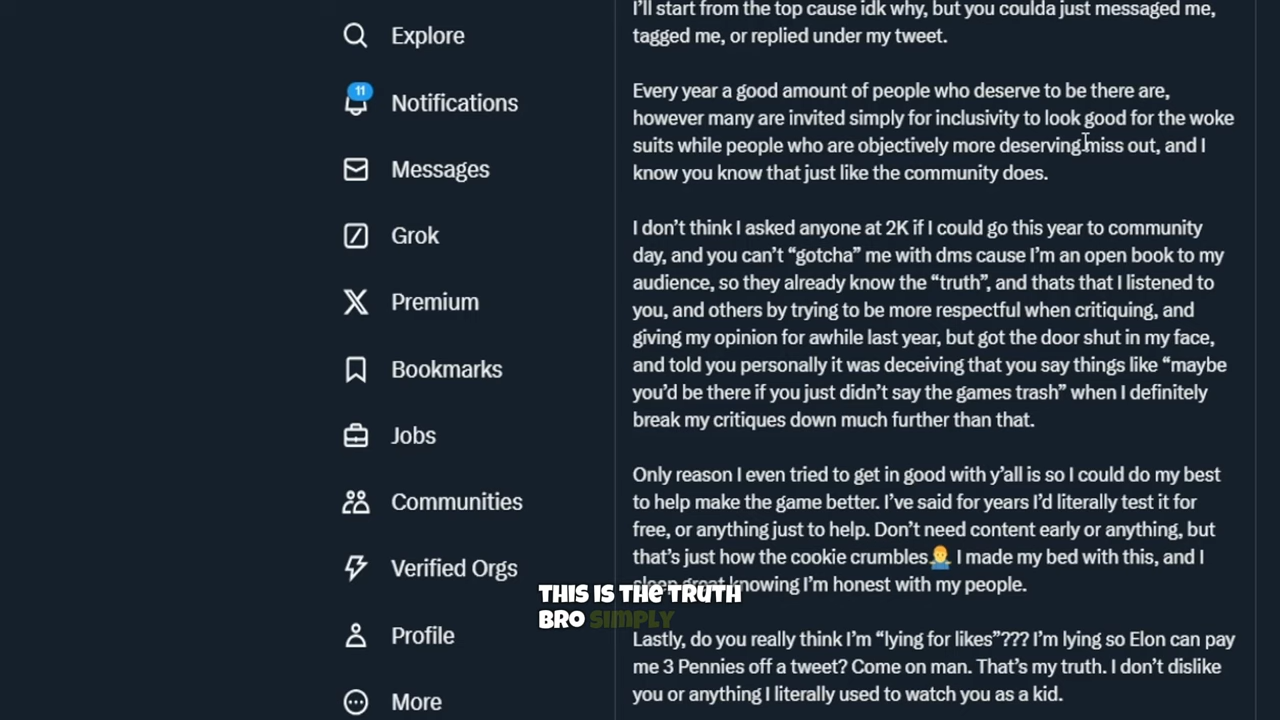 Explore
11
Notifications
Messages
Grok
Premium
Bookmarks
Jobs
Communities
Verified Orgs
Profile
More
I'll start from the top cause idk why, but you coulda just messaged me,
tagged me, or replied under my tweet.
Every year a good amount of people who deserve to be there are,
however many are invited simply for inclusivity to look good for the woke
suits while people who are objectively more deserving miss out, and I
know you know that just like the community does.
I don't think I asked anyone at 2K if I could go this year to community
day, and you can't “gotcha” me with dms cause I'm an open book to my
audience, so they already know the “truth”, and thats that I listened to
you, and others by trying to be more respectful when critiquing, and
giving my opinion for awhile last year, but got the door shut in my face,
and told you personally it was deceiving that you say things like “maybe
you'd be there if you just didn't say the games trash” when I definitely
break my critiques down much further than that.
Only reason I even tried to get in good with y'all is so I could do my best
to help make the game better. I've said for years I'd literally test it for
free, or anything just to help. Don't need content early or anything, but
that's just how the cookie crumbles🤷‍♂️ I made my bed with this, and I
sleep great knowing I'm honest with my people.
THIS IS THE TRUTH
BRO SIMPLY
Lastly, do you really think I'm “lying for likes”??? I'm lying so Elon can pay
me 3 Pennies off a tweet? Come on man. That's my truth. I don't dislike
you or anything I literally used to watch you as a kid.